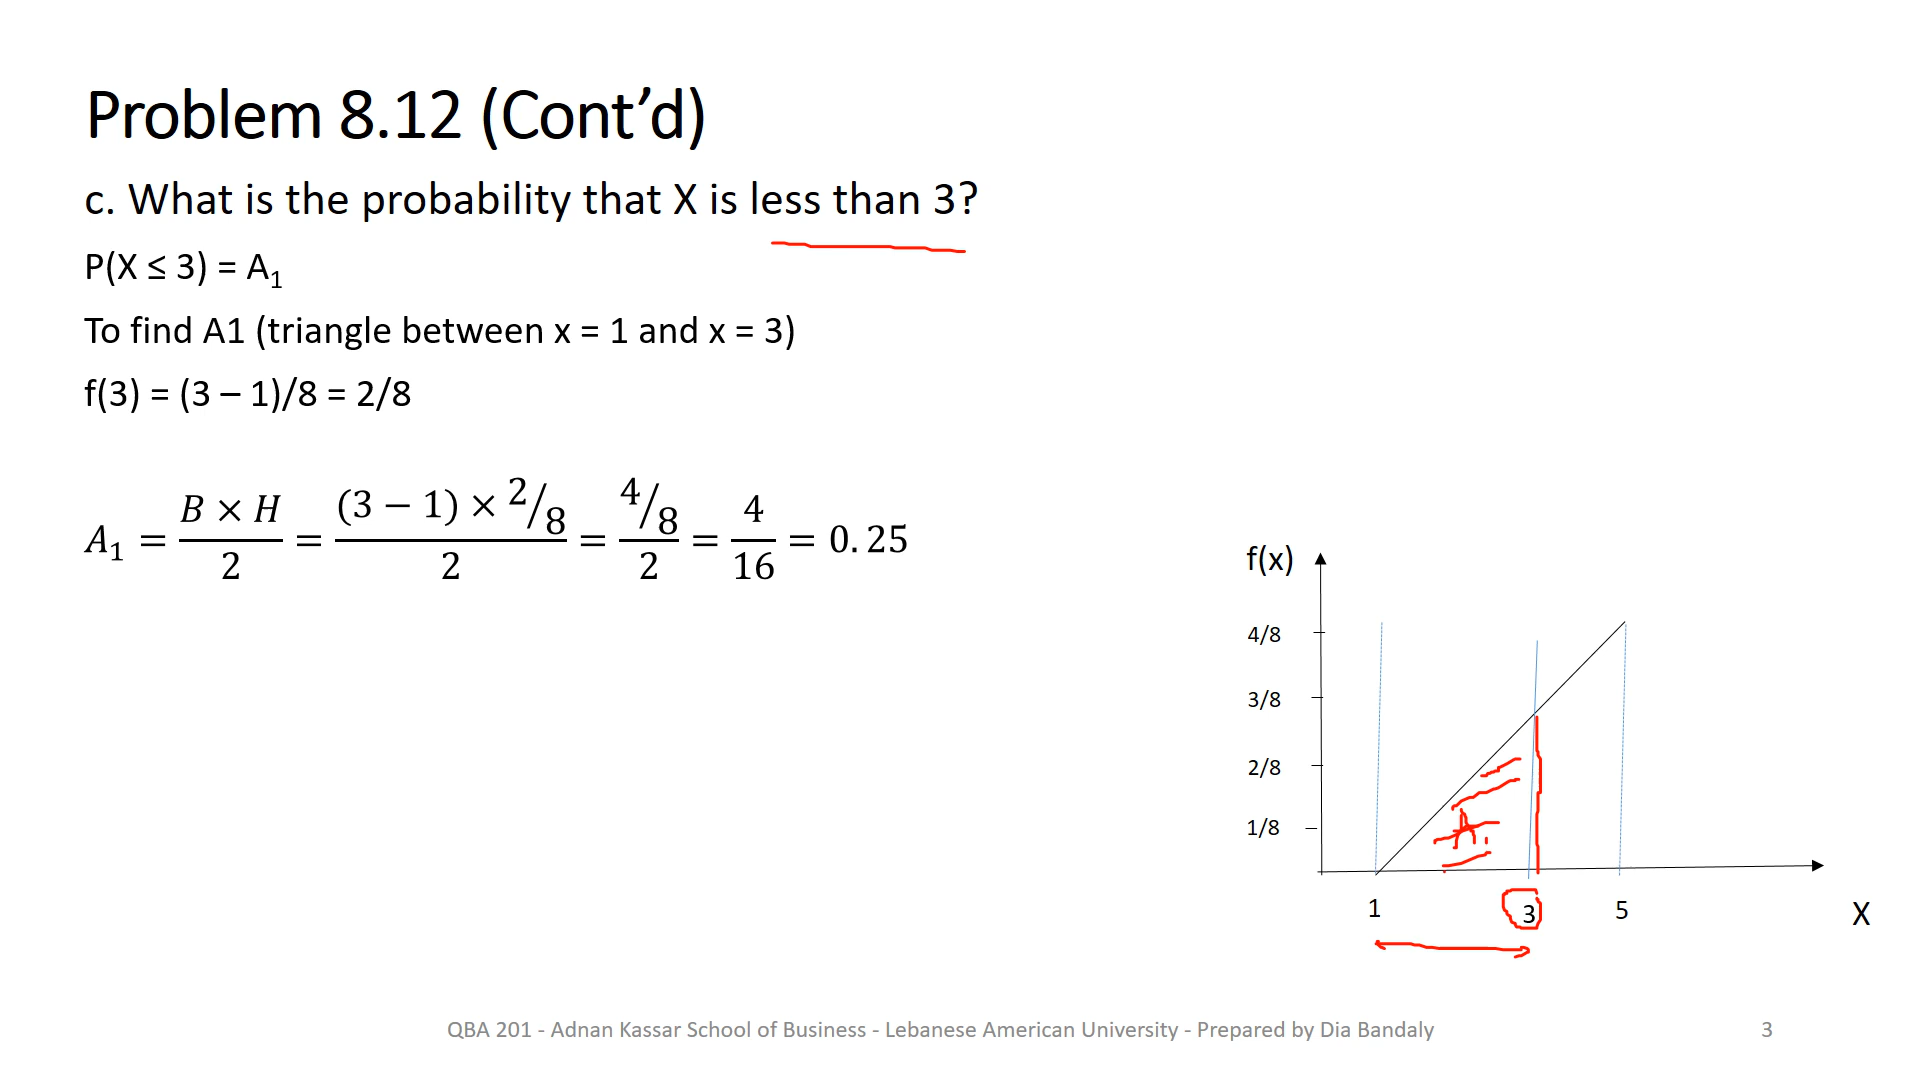 Problem 8.12 (Cont’d)
c. What is the probability that X is less than 3?
P(X ≤ 3) = A₁
To find A1 (triangle between x = 1 and x = 3)
f(3) = (3 – 1)/8 = 2/8
A₁ = (B × H)/2 = ((3 − 1) × 2/8)/2 = (4/8)/2 = 4/16 = 0.25
f(x)
4/8
3/8
2/8
1/8
A₁
1 3 5
X
QBA 201 - Adnan Kassar School of Business - Lebanese American University - Prepared by Dia Bandaly 3